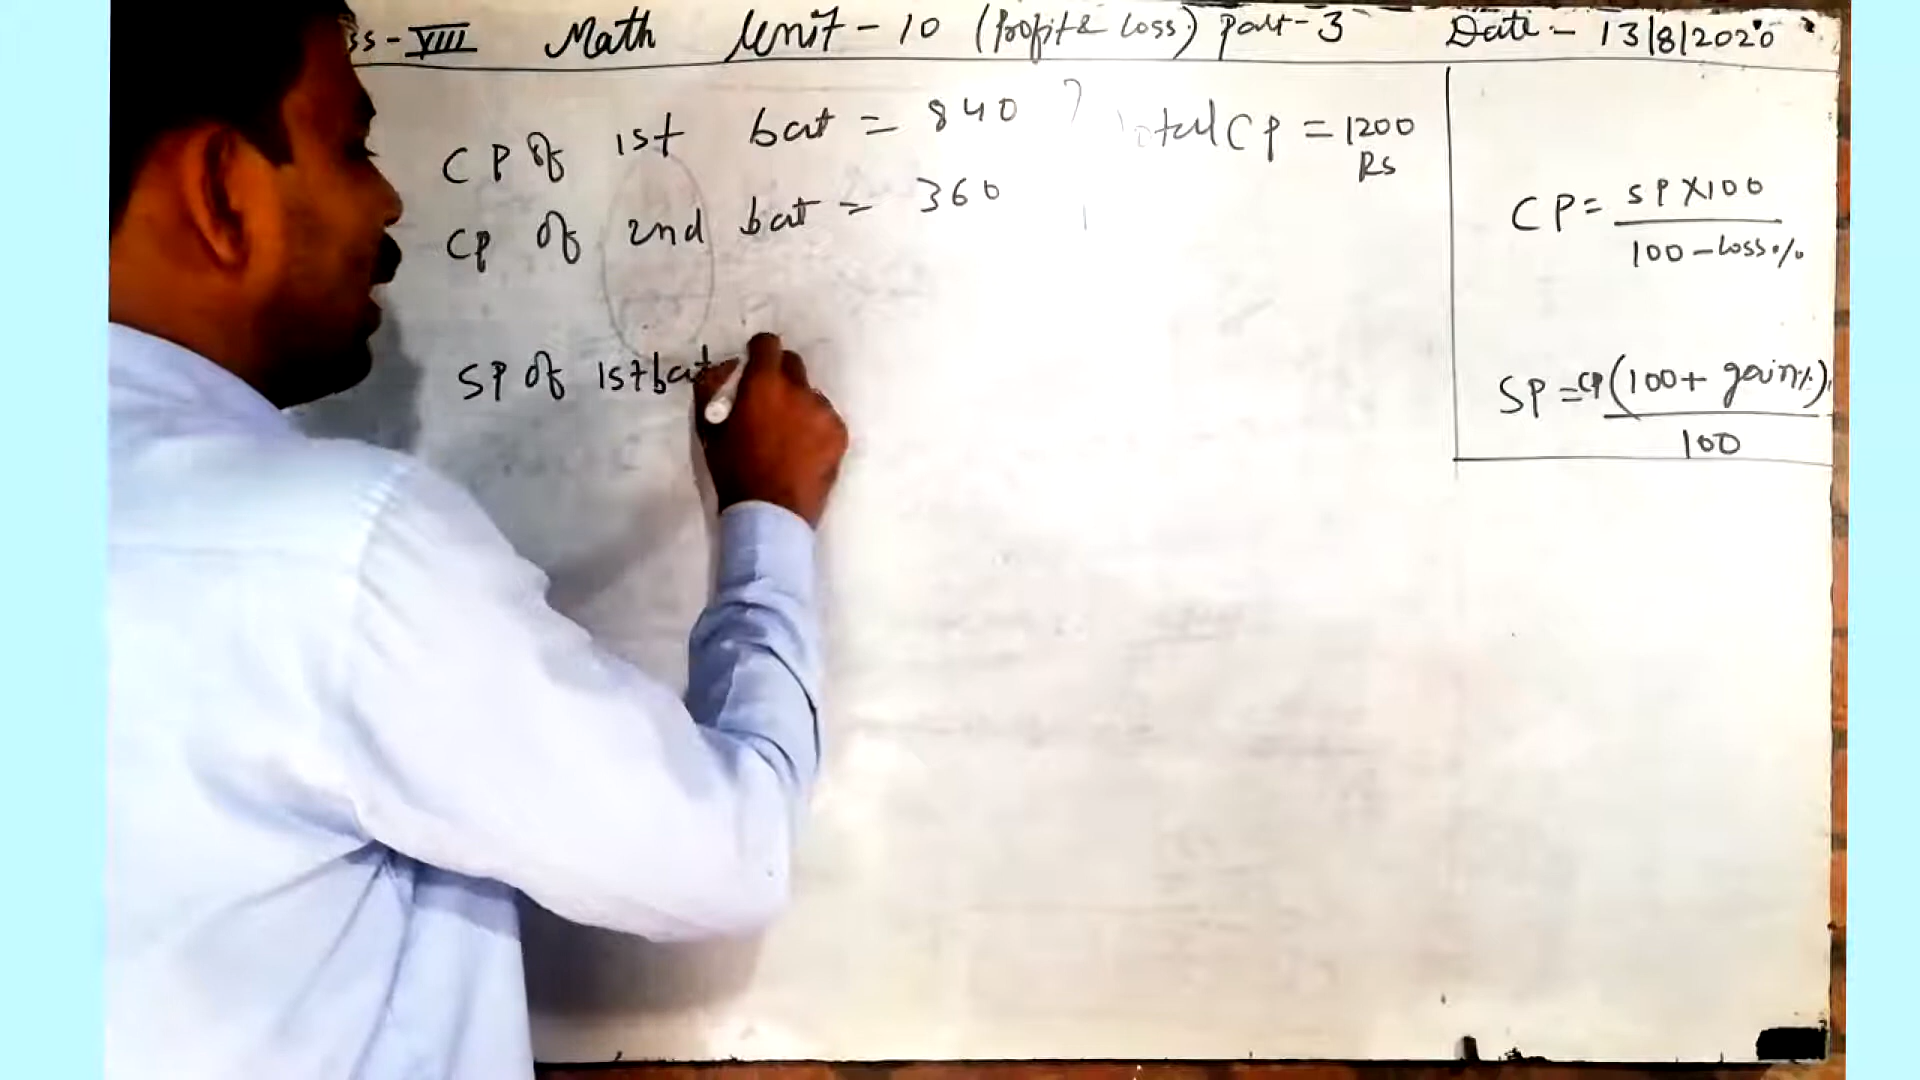 ss-VIII Math Unit-10 (Profit & Loss) part-3 Date - 13/8/2020
CP of 1st bat = 840
Total CP = 1200
Rs
CP of 2nd bat = 360
SP of 1st bat
CP = SP X 100
100 - Loss%
SP = CP (100 + gain%)
100